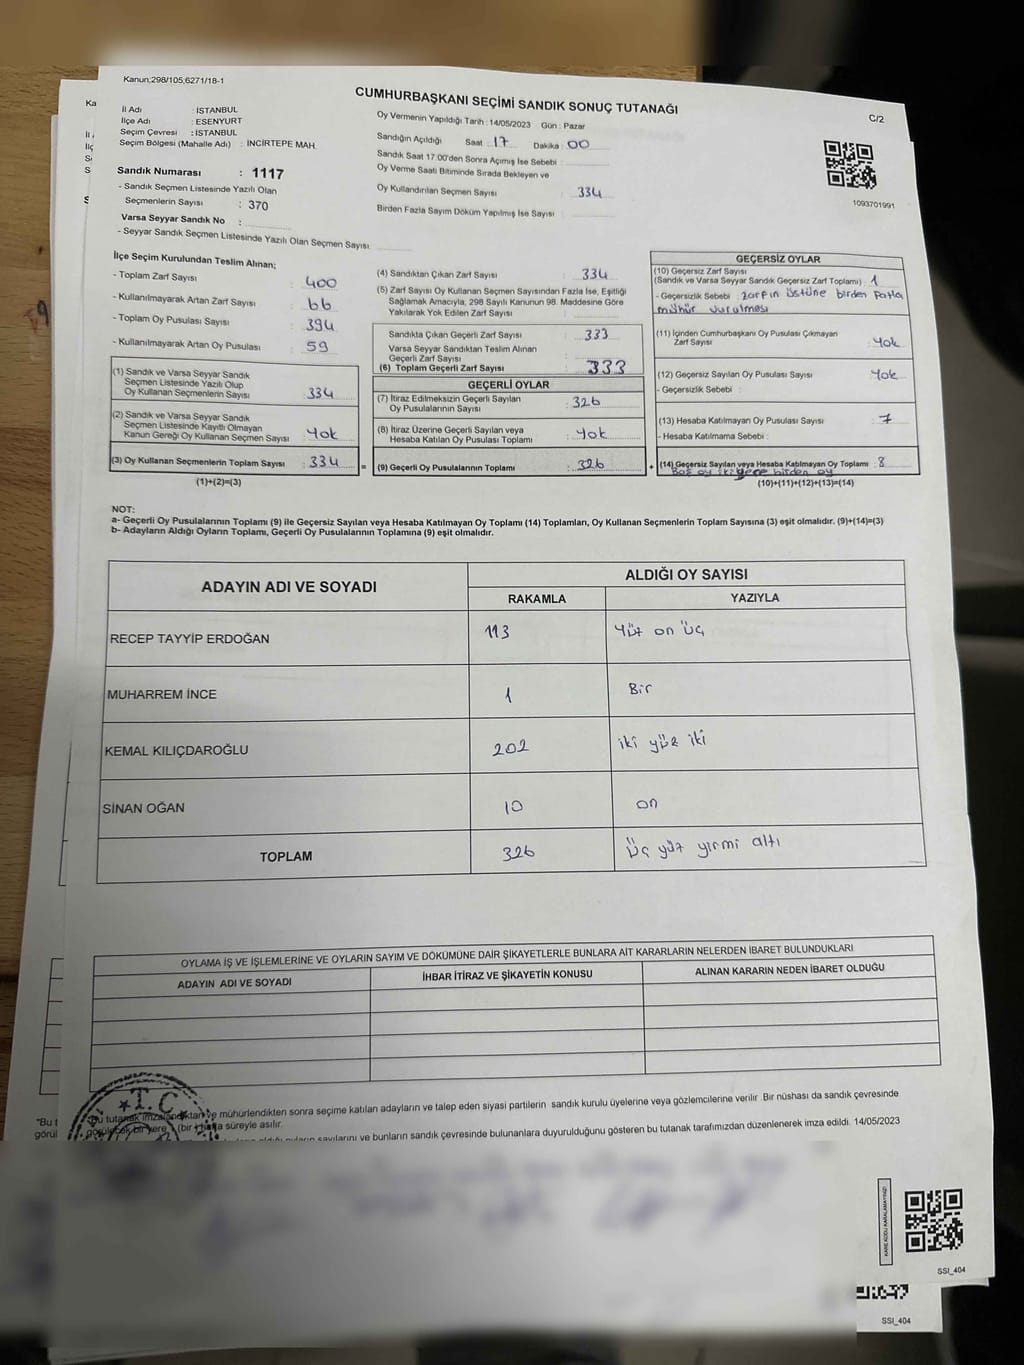 Kanun;298/105,6271/18-1
CUMHURBAŞKANI SEÇİMİ SANDIK SONUÇ TUTANAĞI
C/2
İl Adı : İSTANBUL
İlçe Adı : ESENYURT
Seçim Çevresi : İSTANBUL
Seçim Bölgesi (Mahalle Adı) : İNCİRTEPE MAH.
Sandık Numarası : 1117
- Sandık Seçmen Listesinde Yazılı Olan
Seçmenlerin Sayısı : 370
Varsa Seyyar Sandık No :
- Seyyar Sandık Seçmen Listesinde Yazılı Olan Seçmen Sayısı
Oy Vermenin Yapıldığı Tarih : 14/05/2023 Gün : Pazar
Sandığın Açıldığı Saat : 17 Dakika : 00
Sandık Saat 17:00'den Sonra Açımış İse Sebebi :
Oy Verme Saati Bitiminde Sırada Bekleyen ve
Oy Kullandırılan Seçmen Sayısı : 334
Birden Fazla Sayım Döküm Yapılmış İse Sayısı :
1093701991
İlçe Seçim Kurulundan Teslim Alınan;
- Toplam Zarf Sayısı : 400
- Kullanılmayarak Artan Zarf Sayısı : 66
- Toplam Oy Pusulası Sayısı : 394
- Kullanılmayarak Artan Oy Pusulası : 59
(1) Sandık ve Varsa Seyyar Sandık
Seçmen Listesinde Yazılı Olup
Oy Kullanan Seçmenlerin Sayısı : 334
(2) Sandık ve Varsa Seyyar Sandık
Seçmen Listesinde Kayıtlı Olmayan
Kanun Gereği Oy Kullanan Seçmen Sayısı : Yok
(3) Oy Kullanan Seçmenlerin Toplam Sayısı : 334
(1)+(2)=(3)
(4) Sandıktan Çıkan Zarf Sayısı : 334
(5) Zarf Sayısı Oy Kullanan Seçmen Sayısından Fazla İse, Eşitliği
Sağlamak Amacıyla, 298 Sayılı Kanunun 98. Maddesine Göre
Yakılarak Yok Edilen Zarf Sayısı :
Sandıkta Çıkan Geçerli Zarf Sayısı : 333
Varsa Seyyar Sandıktan Teslim Alınan
Geçerli Zarf Sayısı :
(6) Toplam Geçerli Zarf Sayısı : 333
GEÇERLİ OYLAR
(7) İtiraz Edilmeksizin Geçerli Sayılan
Oy Pusulalarının Sayısı : 326
(8) İtiraz Üzerine Geçerli Sayılan veya
Hesaba Katılan Oy Pusulası Toplamı : Yok
= (9) Geçerli Oy Pusulalarının Toplamı : 326
GEÇERSİZ OYLAR
(10) Geçersiz Zarf Sayısı
(Sandık ve Varsa Seyyar Sandık Geçersiz Zarf Toplamı) : 1
- Geçersizlik Sebebi : zarfın üstüne birden fazla
mühür vurulması
(11) İçinden Cumhurbaşkanı Oy Pusulası Çıkmayan
Zarf Sayısı : Yok
(12) Geçersiz Sayılan Oy Pusulası Sayısı : Yok
- Geçersizlik Sebebi :
(13) Hesaba Katılmayan Oy Pusulası Sayısı : 7
- Hesaba Katılmama Sebebi :
+ (14) Geçersiz Sayılan veya Hesaba Katılmayan Oy Toplamı : 8
Boş oy birden oy
(10)+(11)+(12)+(13)=(14)
NOT:
a- Geçerli Oy Pusulalarının Toplamı (9) ile Geçersiz Sayılan veya Hesaba Katılmayan Oy Toplamı (14) Toplamları, Oy Kullanan Seçmenlerin Toplam Sayısına (3) eşit olmalıdır. (9)+(14)=(3)
b- Adayların Aldığı Oyların Toplamı, Geçerli Oy Pusulalarının Toplamına (9) eşit olmalıdır.
ADAYIN ADI VE SOYADI ALDIĞI OY SAYISI
RAKAMLA YAZIYLA
RECEP TAYYİP ERDOĞAN 113 Yüz on üç
MUHARREM İNCE 1 Bir
KEMAL KILIÇDAROĞLU 202 iki yüz iki
SİNAN OĞAN 10 on
TOPLAM 326 üç yüz yirmi altı
OYLAMA İŞ VE İŞLEMLERİNE VE OYLARIN SAYIM VE DÖKÜMÜNE DAİR ŞİKAYETLERLE BUNLARA AİT KARARLARIN NELERDEN İBARET BULUNDUKLARI
ADAYIN ADI VE SOYADI İHBAR İTİRAZ VE ŞİKAYETİN KONUSU ALINAN KARARIN NEDEN İBARET OLDUĞU
T.C
*Bu tutanak imzalandıktan ve mühürlendikten sonra seçime katılan adayların ve talep eden siyasi partilerin sandık kurulu üyelerine veya gözlemcilerine verilir .Bir nüshası da sandık çevresinde
görülebilen bir yere (bir) hafta süreyle asılır.
sayılarını ve bunların sandık çevresinde bulunanlara duyurulduğunu gösteren bu tutanak tarafımızdan düzenlenerek imza edildi. 14/05/2023
KARE KODU KARALAMAYINIZ!
SSİ_404
SSİ_404